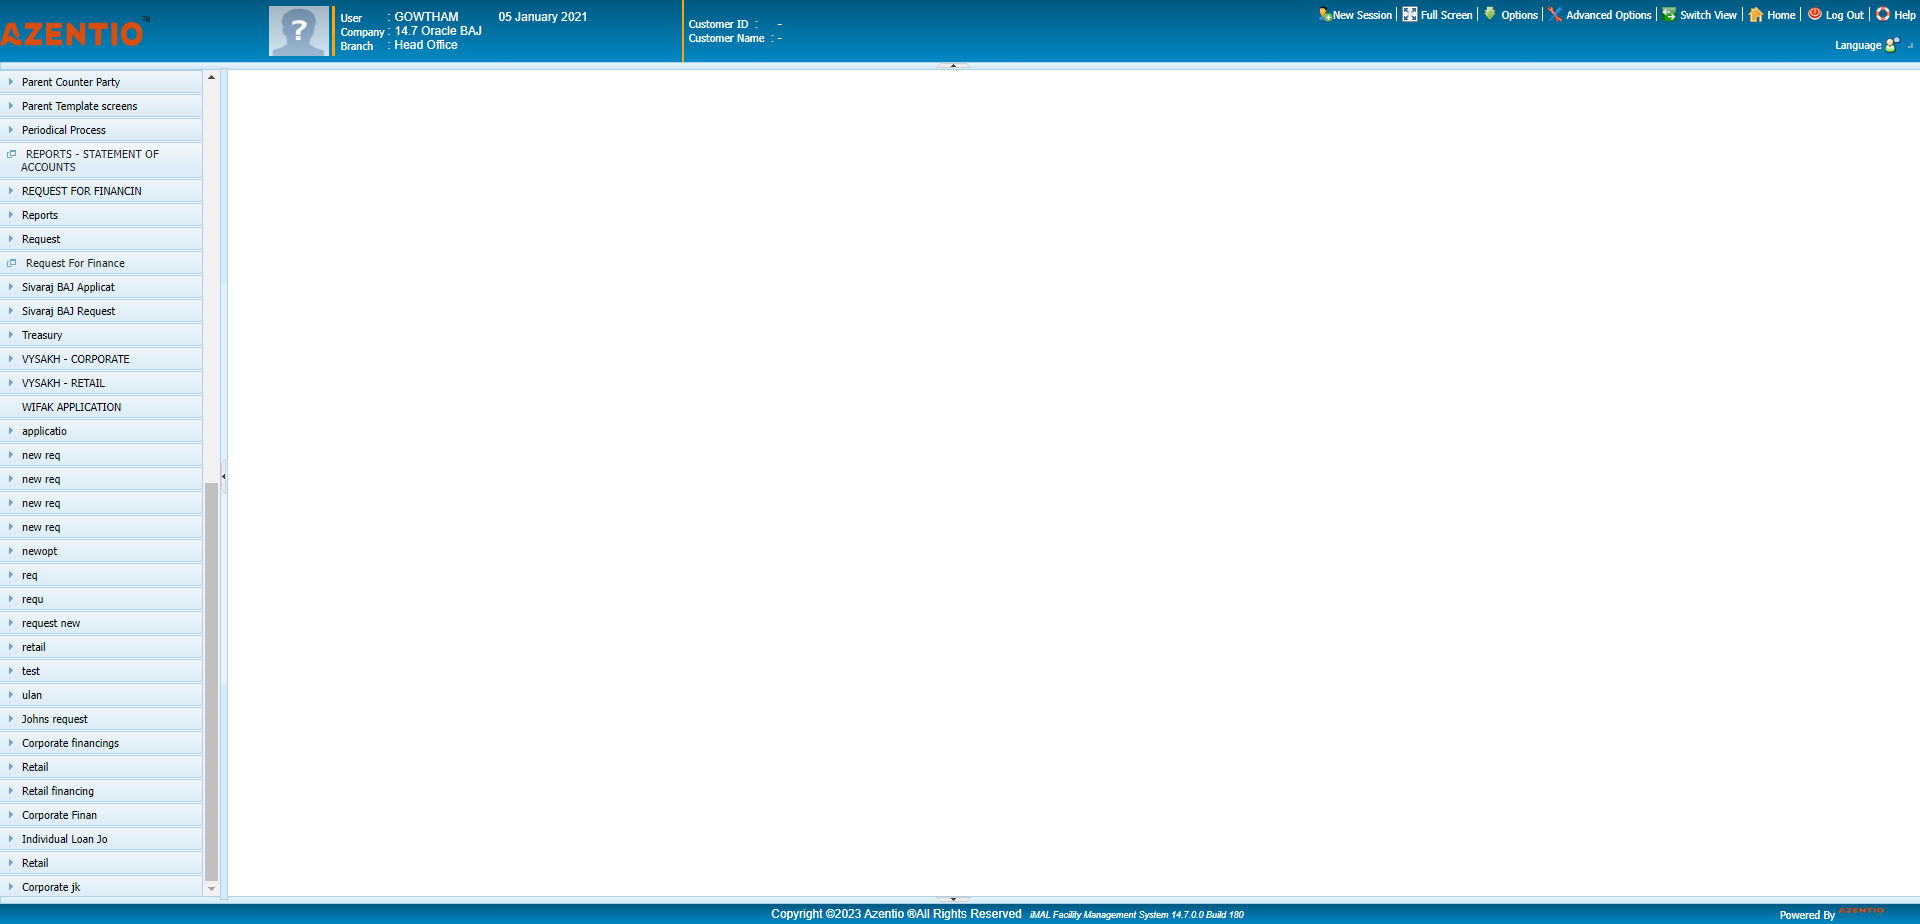 AZENTIO™
User : GOWTHAM 05 January 2021
Company : 14.7 Oracle BAJ
Branch : Head Office
Customer ID : -
Customer Name : -
New Session Full Screen Options Advanced Options Switch View Home Log Out Help
Language
Parent Counter Party
Parent Template screens
Periodical Process
REPORTS - STATEMENT OF
ACCOUNTS
REQUEST FOR FINANCIN
Reports
Request
Request For Finance
Sivaraj BAJ Applicat
Sivaraj BAJ Request
Treasury
VYSAKH - CORPORATE
VYSAKH - RETAIL
WIFAK APPLICATION
applicatio
new req
new req
new req
new req
newopt
req
requ
request new
retail
test
ulan
Johns request
Corporate financings
Retail
Retail financing
Corporate Finan
Individual Loan Jo
Retail
Corporate jk
Copyright ©2023 Azentio ®All Rights Reserved iMAL Facility Management System 14.7.0.0 Build 180
Powered By AZENTIO